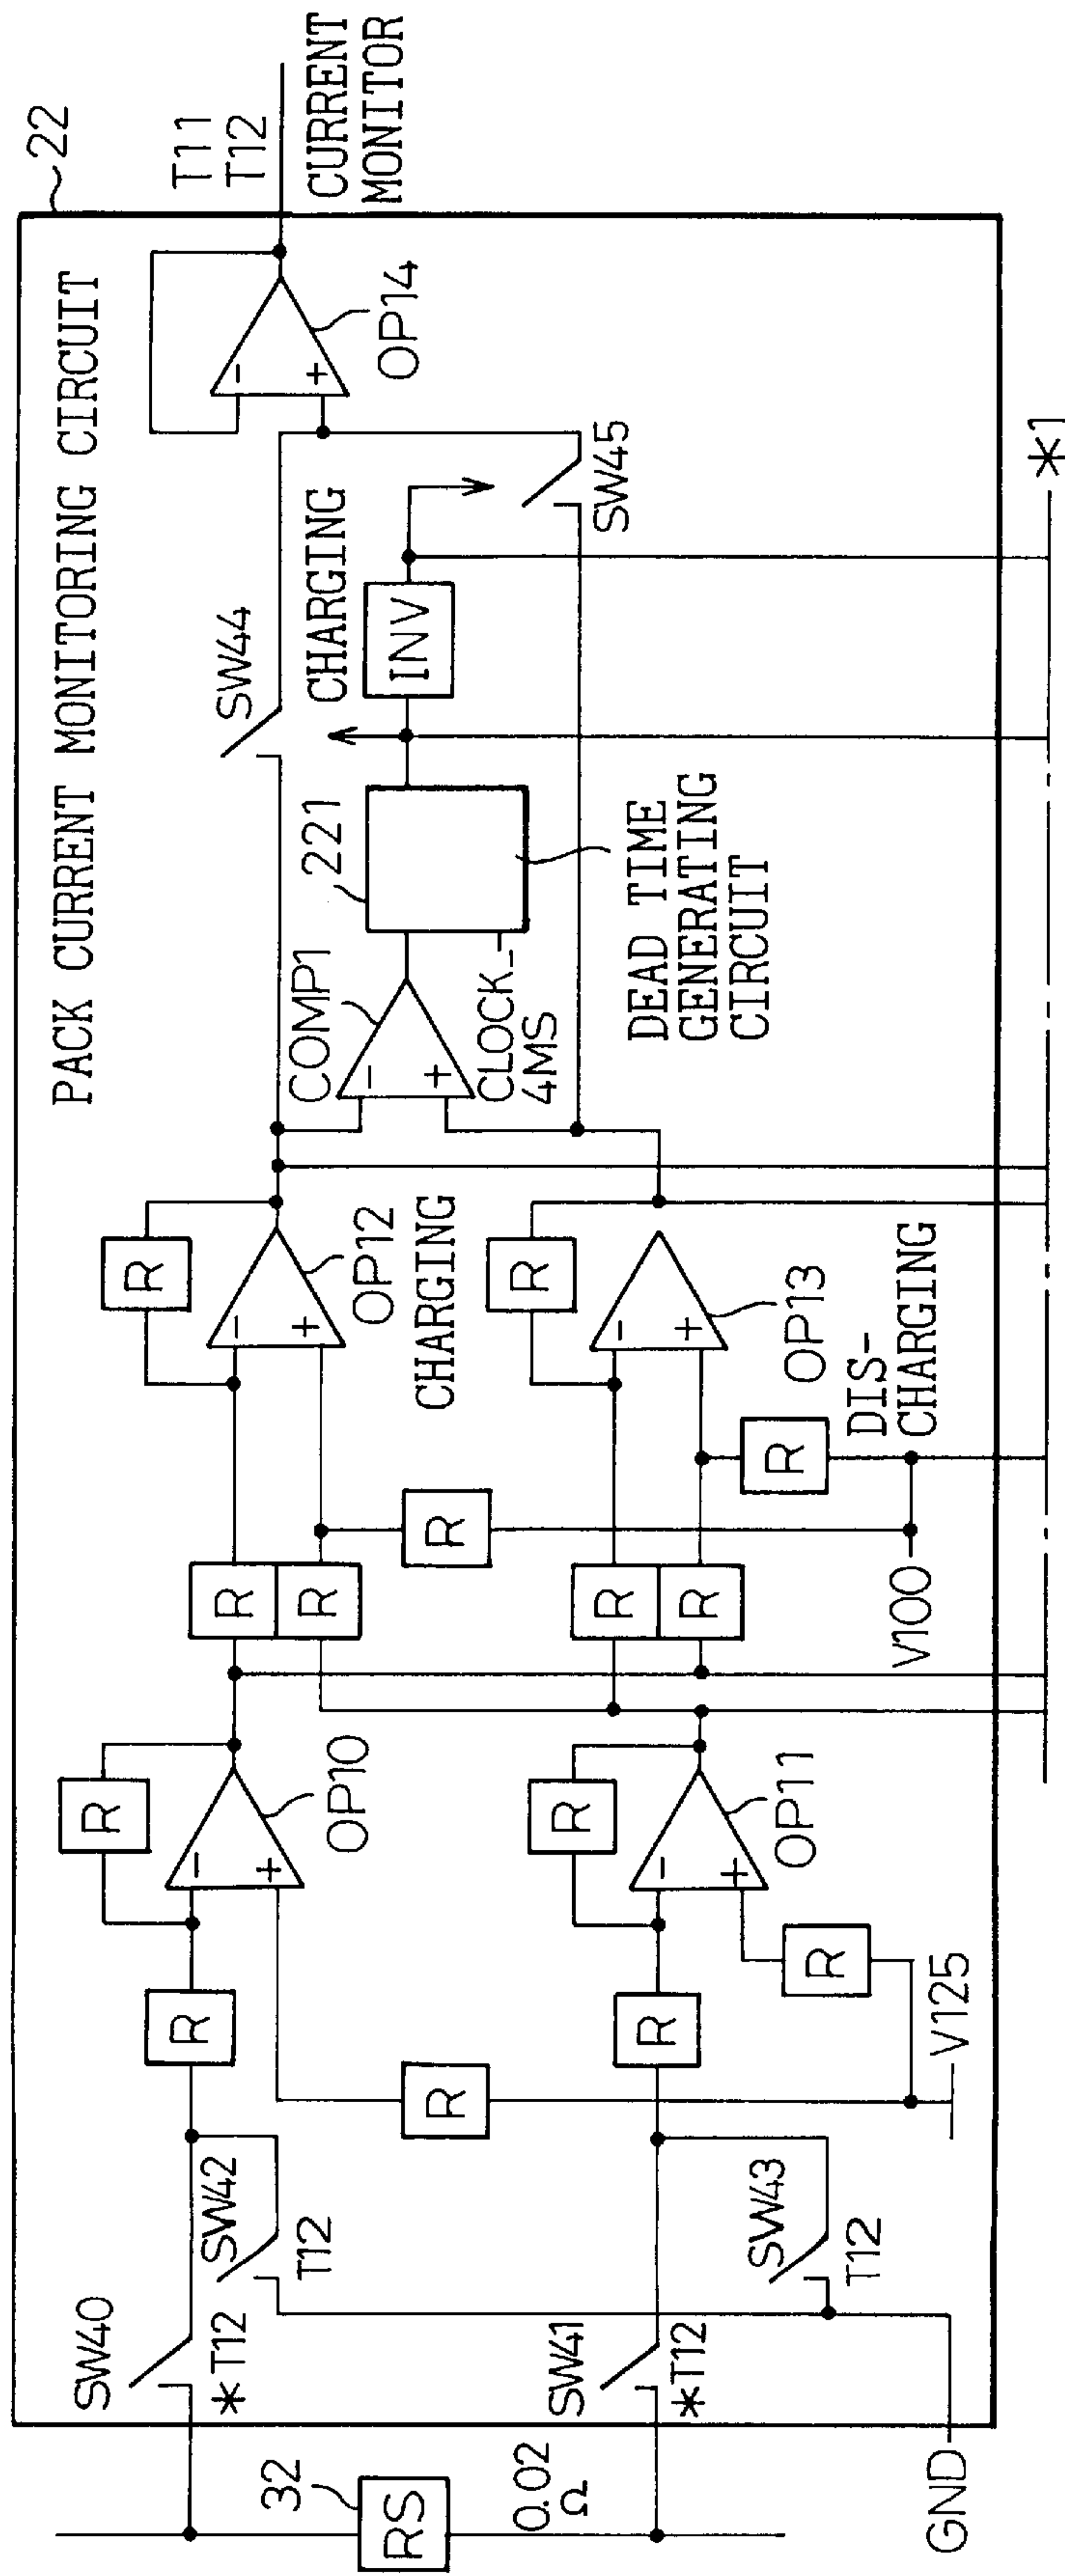 PACK CURRENT MONITORING CIRCUIT
22
T11
T12
CURRENT
MONITOR
OP14
-
+
SW44
CHARGING
INV
SW45
221
COMP1
-
+
CLOCK_
4MS
DEAD TIME
GENERATING
CIRCUIT
R
-
+
OP12
CHARGING
R
-
+
OP13
DIS-
CHARGING
R
R
R
R
R
R
V100
R
-
+
OP10
R
-
+
OP11
R
R
R
R
V125
SW40
*T12
SW42
T12
SW41
*T12
SW43
T12
32
RS
0.02
Ω
GND
*1